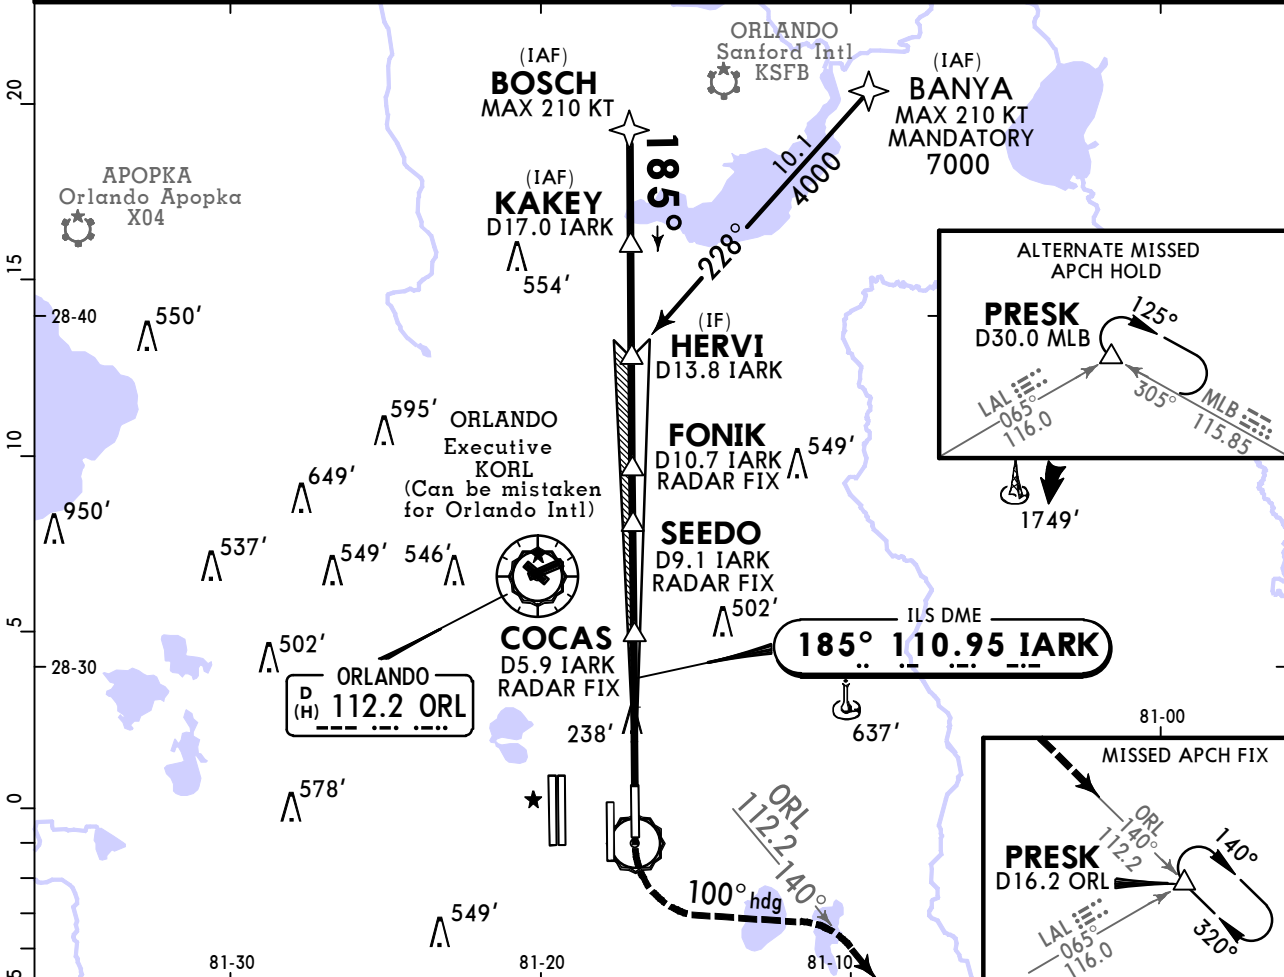 ORLANDO
Sanford Intl
KSFB
(IAF)
BOSCH
MAX 210 KT
(IAF)
BANYA
MAX 210 KT
MANDATORY
7000
20
185°
10.1
4000
APOPKA
Orlando Apopka
X04
(IAF)
KAKEY
D17.0 IARK
554'
228°
ALTERNATE MISSED
APCH HOLD
PRESK
D30.0 MLB
125°
LAL
065°
116.0
305°
MLB
115.85
15
28-40
550'
(IF)
HERVI
D13.8 IARK
595'
ORLANDO
Executive
KORL
(Can be mistaken
for Orlando Intl)
FONIK
D10.7 IARK
RADAR FIX
549'
10
649'
950'
1749'
537'
549'
546'
SEEDO
D9.1 IARK
RADAR FIX
502'
ILS DME
185° 110.95 IARK
5
502'
28-30
COCAS
D5.9 IARK
RADAR FIX
ORLANDO
D
(H)
112.2 ORL
238'
637'
81-00
MISSED APCH FIX
ORL
140°
112.2
PRESK
D16.2 ORL
140°
320°
LAL
065°
116.0
0
578'
ORL
112.2
140°
100° hdg
549'
5
81-30
81-20
81-10